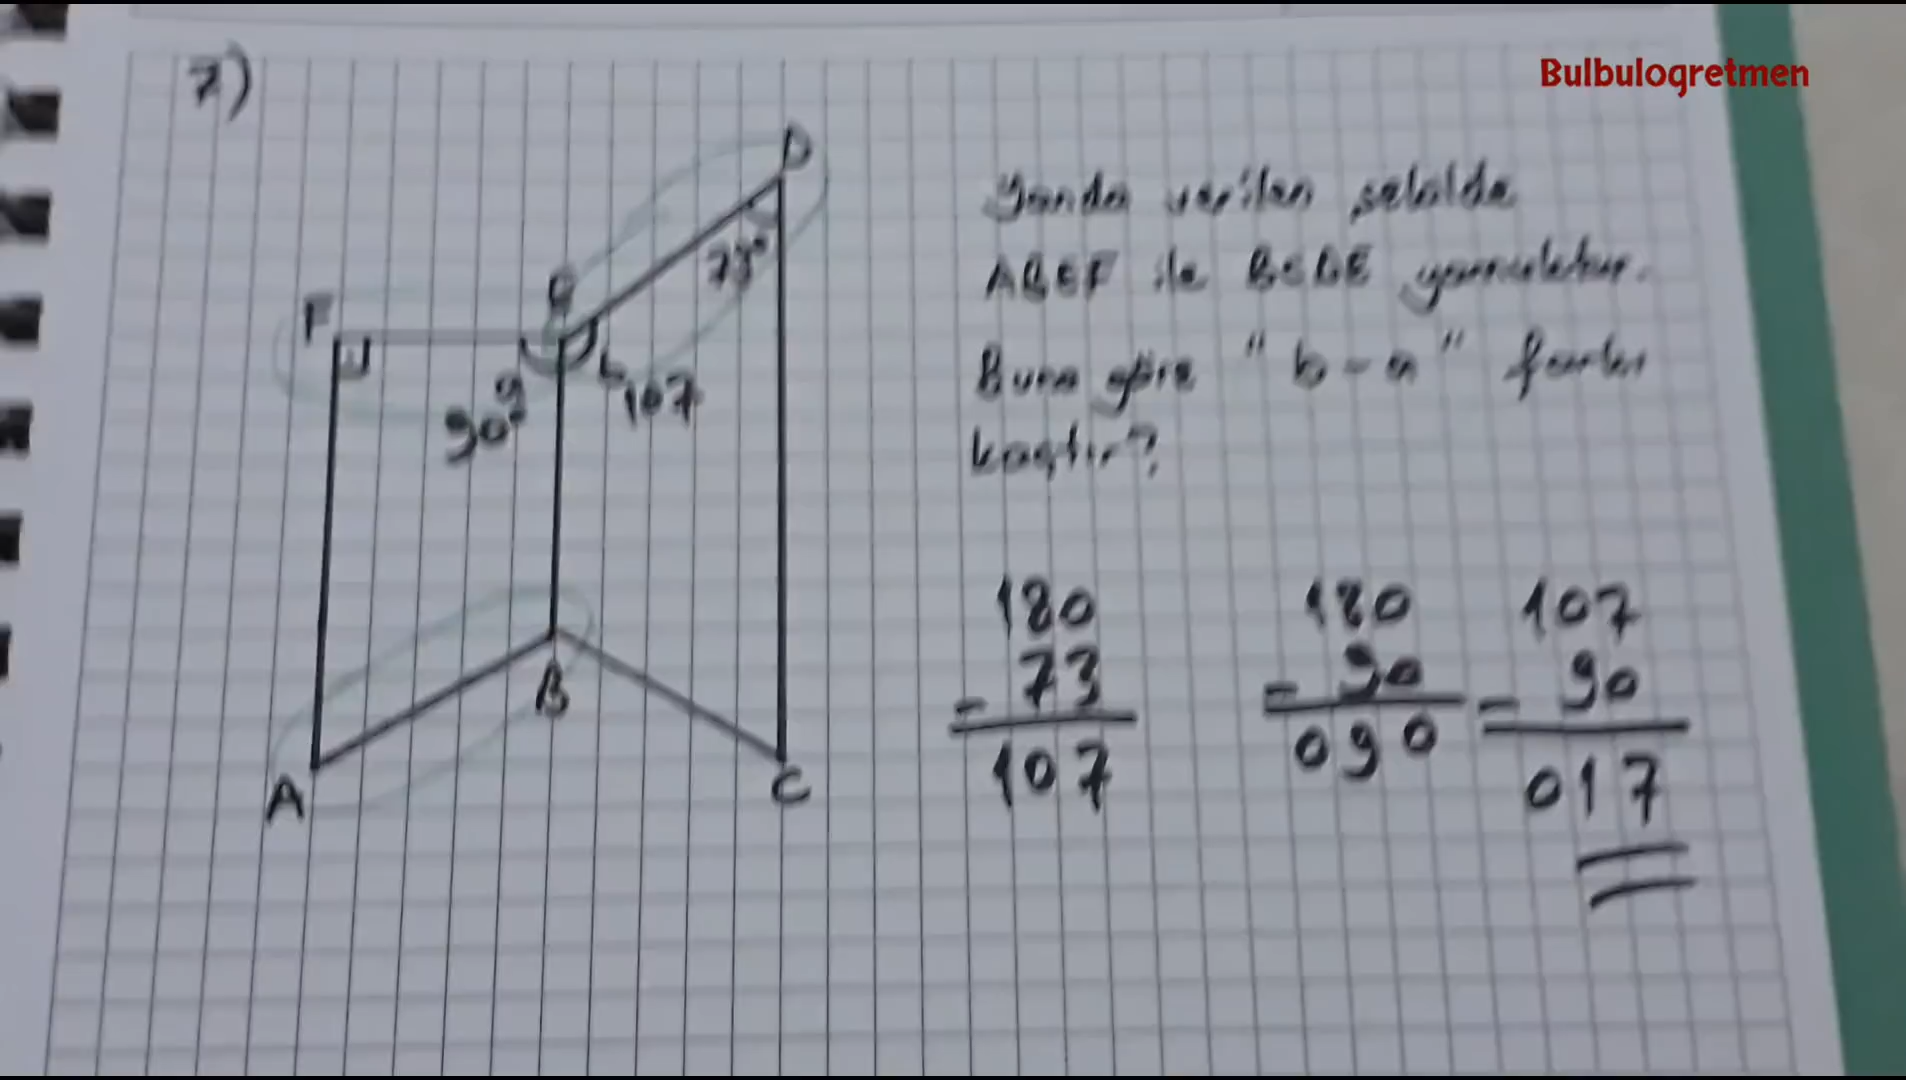 Bulbulogretmen
7)
D
Yanda verilen şekilde
73°
E
ABEF ile BCDE yamuktur.
F
b
Buna göre "b-a" farkı
a
107
90°
kaçtır?
180
180
107
- 73
- 90
- 90
B
107
090
017
A
C